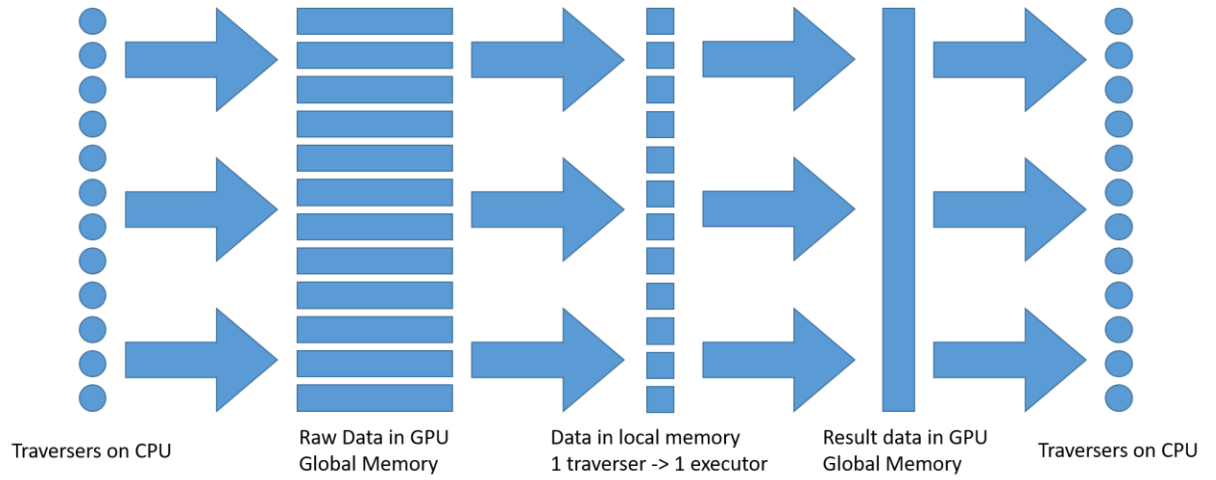 Traversers on CPU
Raw Data in GPU
Global Memory
Data in local memory
1 traverser -> 1 executor
Result data in GPU
Global Memory
Traversers on CPU